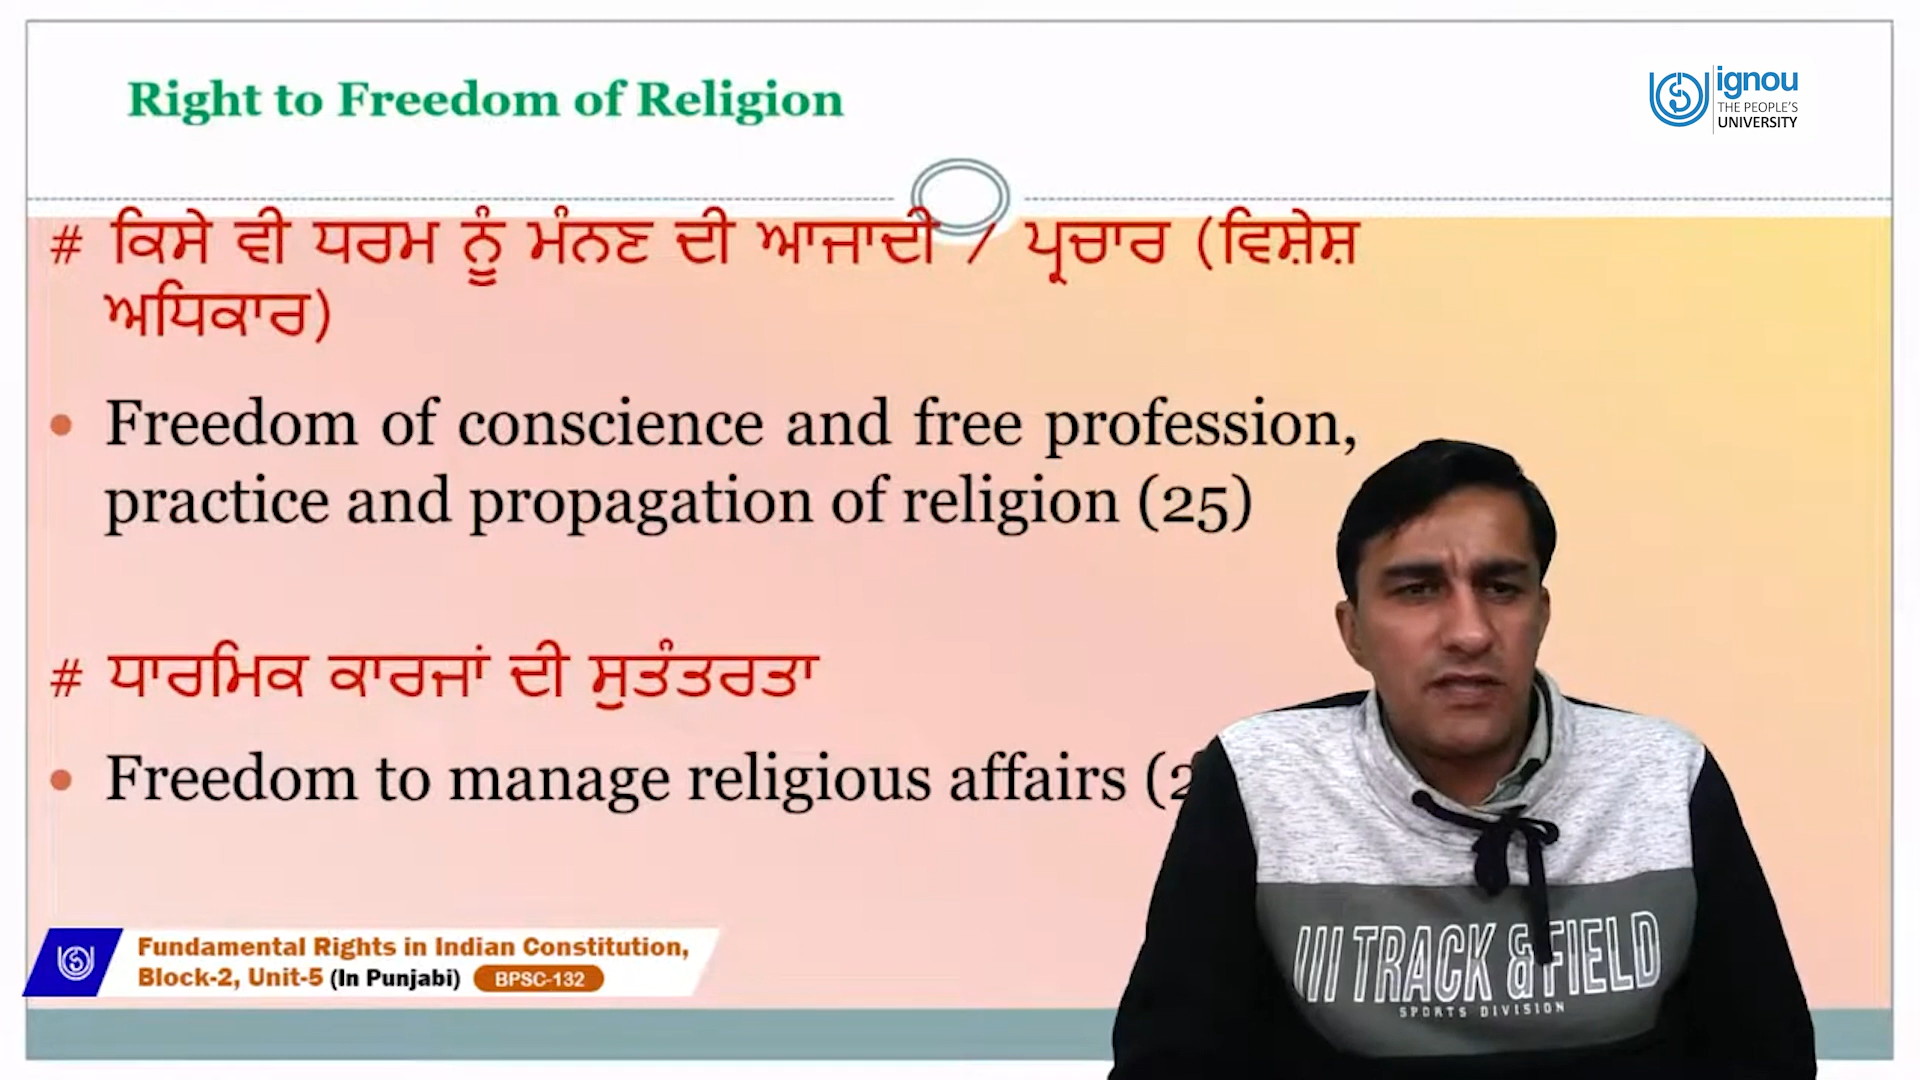 Right to Freedom of Religion
ignou
THE PEOPLE'S
UNIVERSITY
# ਕਿਸੇ ਵੀ ਧਰਮ ਨੂੰ ਮੰਨਣ ਦੀ ਆਜਾਦੀ / ਪ੍ਰਚਾਰ (ਵਿਸ਼ੇਸ਼
ਅਧਿਕਾਰ)
• Freedom of conscience and free profession,
practice and propagation of religion (25)
# ਧਾਰਮਿਕ ਕਾਰਜਾਂ ਦੀ ਸੁਤੰਤਰਤਾ
• Freedom to manage religious affairs (2
Fundamental Rights in Indian Constitution,
Block-2, Unit-5 (In Punjabi) BPSC-132
TRACK & FIELD
SPORTS DIVISION